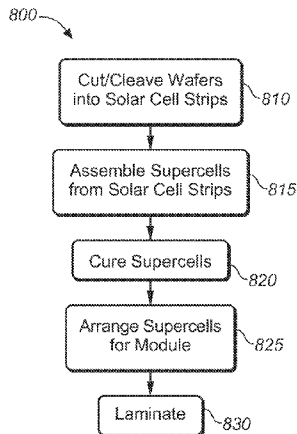 800
Cut/Cleave Wafers
into Solar Cell Strips
810
Assemble Supercells
from Solar Cell Strips
815
Cure Supercells
820
Arrange Supercells
for Module
825
Laminate
830